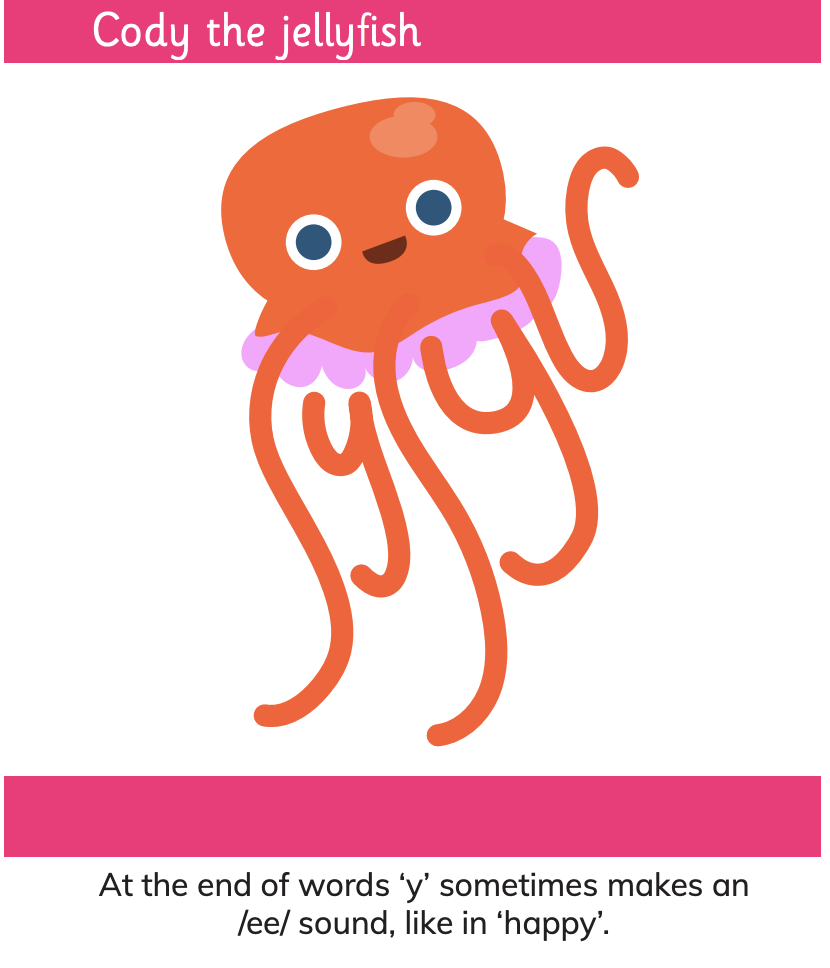 Cody the jellyfish
y y
At the end of words ‘y’ sometimes makes an
/ee/ sound, like in ‘happy’.